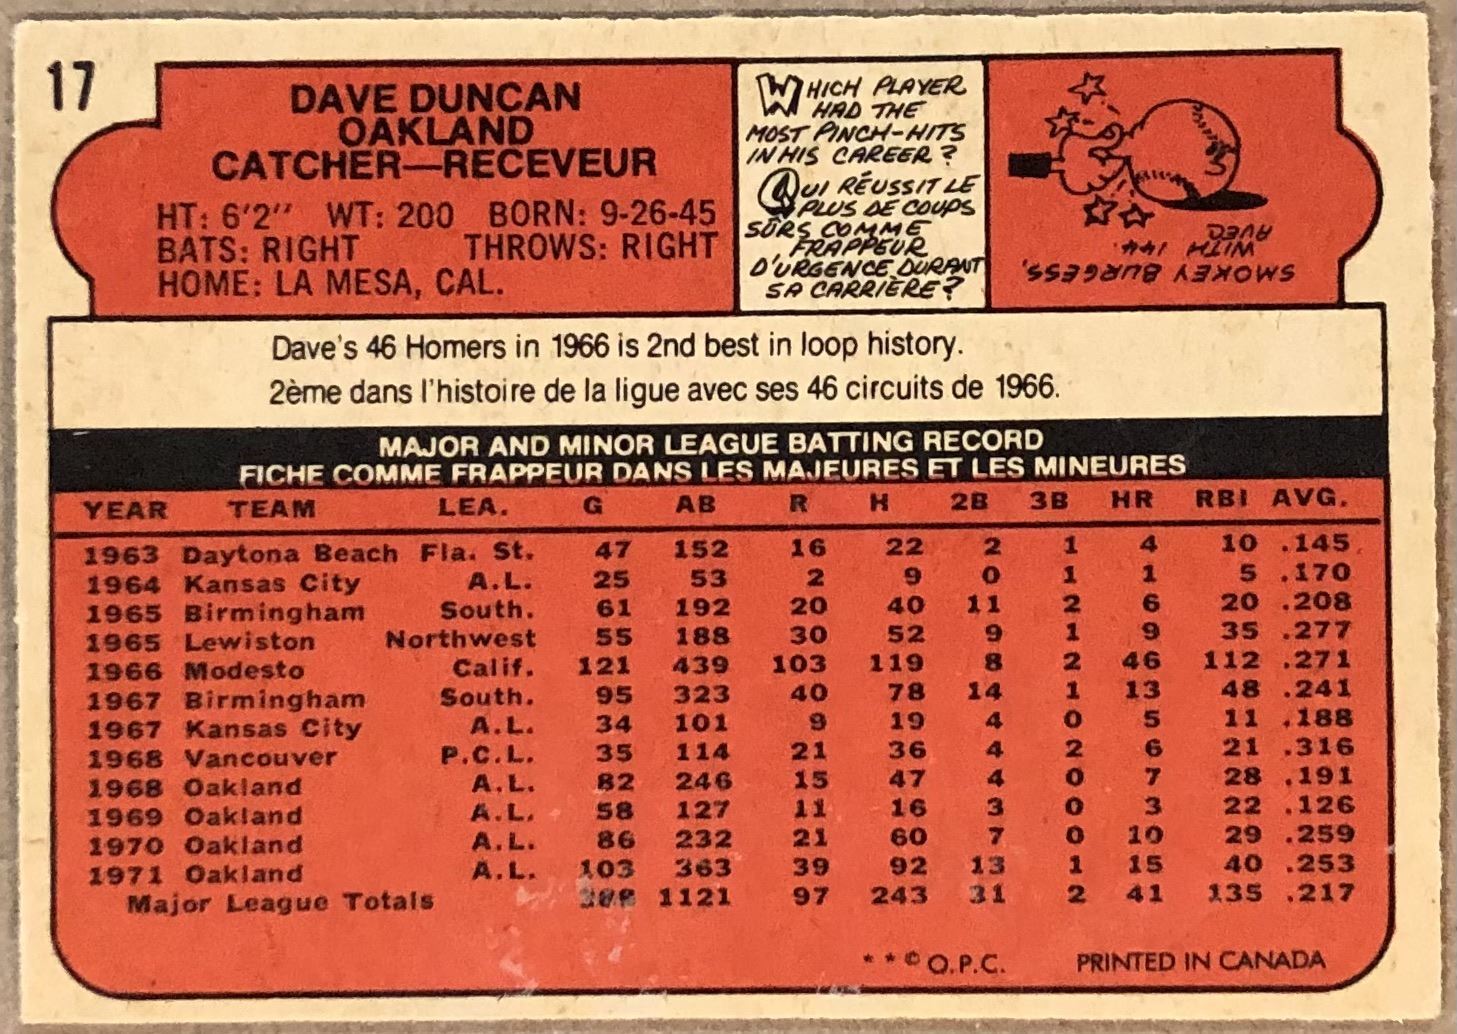 17
DAVE DUNCAN
OAKLAND
CATCHER—RECEVEUR
HT: 6'2" WT: 200 BORN: 9-26-45
BATS: RIGHT THROWS: RIGHT
HOME: LA MESA, CAL.
WHICH PLAYER
HAD THE
MOST PINCH-HITS
IN HIS CAREER?
QUI RÉUSSIT LE
PLUS DE COUPS
SÛRS COMME
FRAPPEUR
D'URGENCE DURANT
SA CARRIÈRE?
SMOKEY BURGESS,
WITH 144.
AVEC
Dave's 46 Homers in 1966 is 2nd best in loop history.
2ème dans l'histoire de la ligue avec ses 46 circuits de 1966.
MAJOR AND MINOR LEAGUE BATTING RECORD
FICHE COMME FRAPPEUR DANS LES MAJEURES ET LES MINEURES
YEAR TEAM LEA. G AB R H 2B 3B HR RBI AVG.
1963 Daytona Beach Fla. St. 47 152 16 22 2 1 4 10 .145
1964 Kansas City A.L. 25 53 2 9 0 1 1 5 .170
1965 Birmingham South. 61 192 20 40 11 2 6 20 .208
1965 Lewiston Northwest 55 188 30 52 9 1 9 35 .277
1966 Modesto Calif. 121 439 103 119 8 2 46 112 .271
1967 Birmingham South. 95 323 40 78 14 1 13 48 .241
1967 Kansas City A.L. 34 101 9 19 4 0 5 11 .188
1968 Vancouver P.C.L. 35 114 21 36 4 2 6 21 .316
1968 Oakland A.L. 82 246 15 47 4 0 7 28 .191
1969 Oakland A.L. 58 127 11 16 3 0 3 22 .126
1970 Oakland A.L. 86 232 21 60 7 0 10 29 .259
1971 Oakland A.L. 103 363 39 92 13 1 15 40 .253
Major League Totals 1121 97 243 31 2 41 135 .217
* * © O.P.C. PRINTED IN CANADA